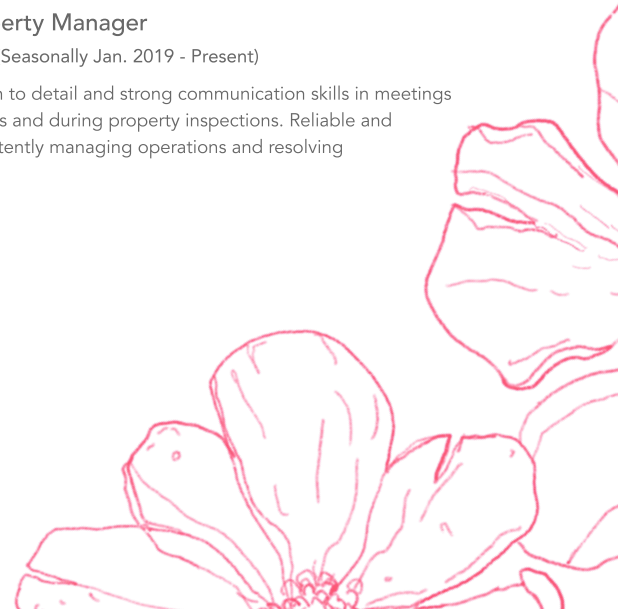 erty Manager
Seasonally Jan. 2019 - Present)
to detail and strong communication skills in meetings
s and during property inspections. Reliable and
tently managing operations and resolving